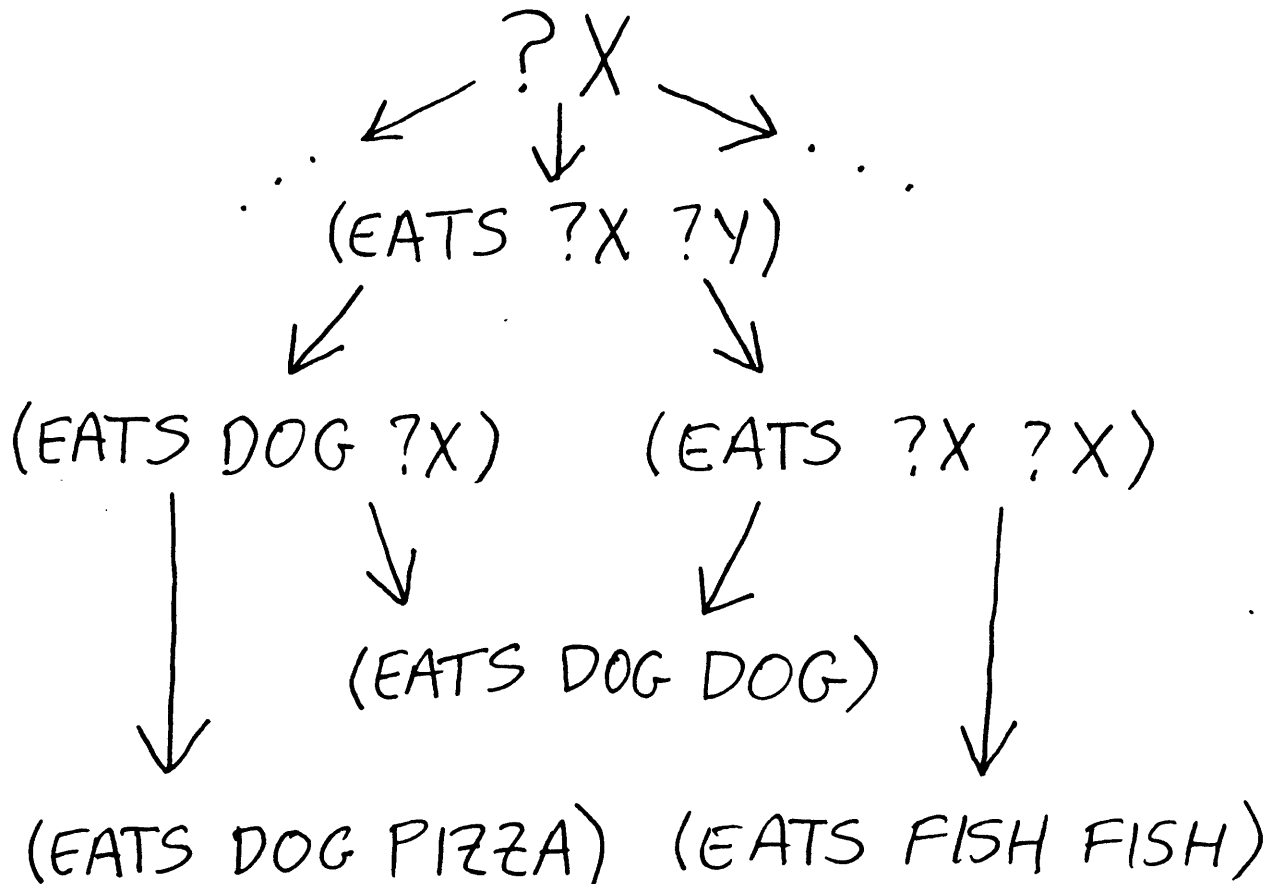 ?X
(EATS ?X ?Y)
(EATS DOG ?X) (EATS ?X ?X)
(EATS DOG DOG)
(EATS DOG PIZZA) (EATS FISH FISH)